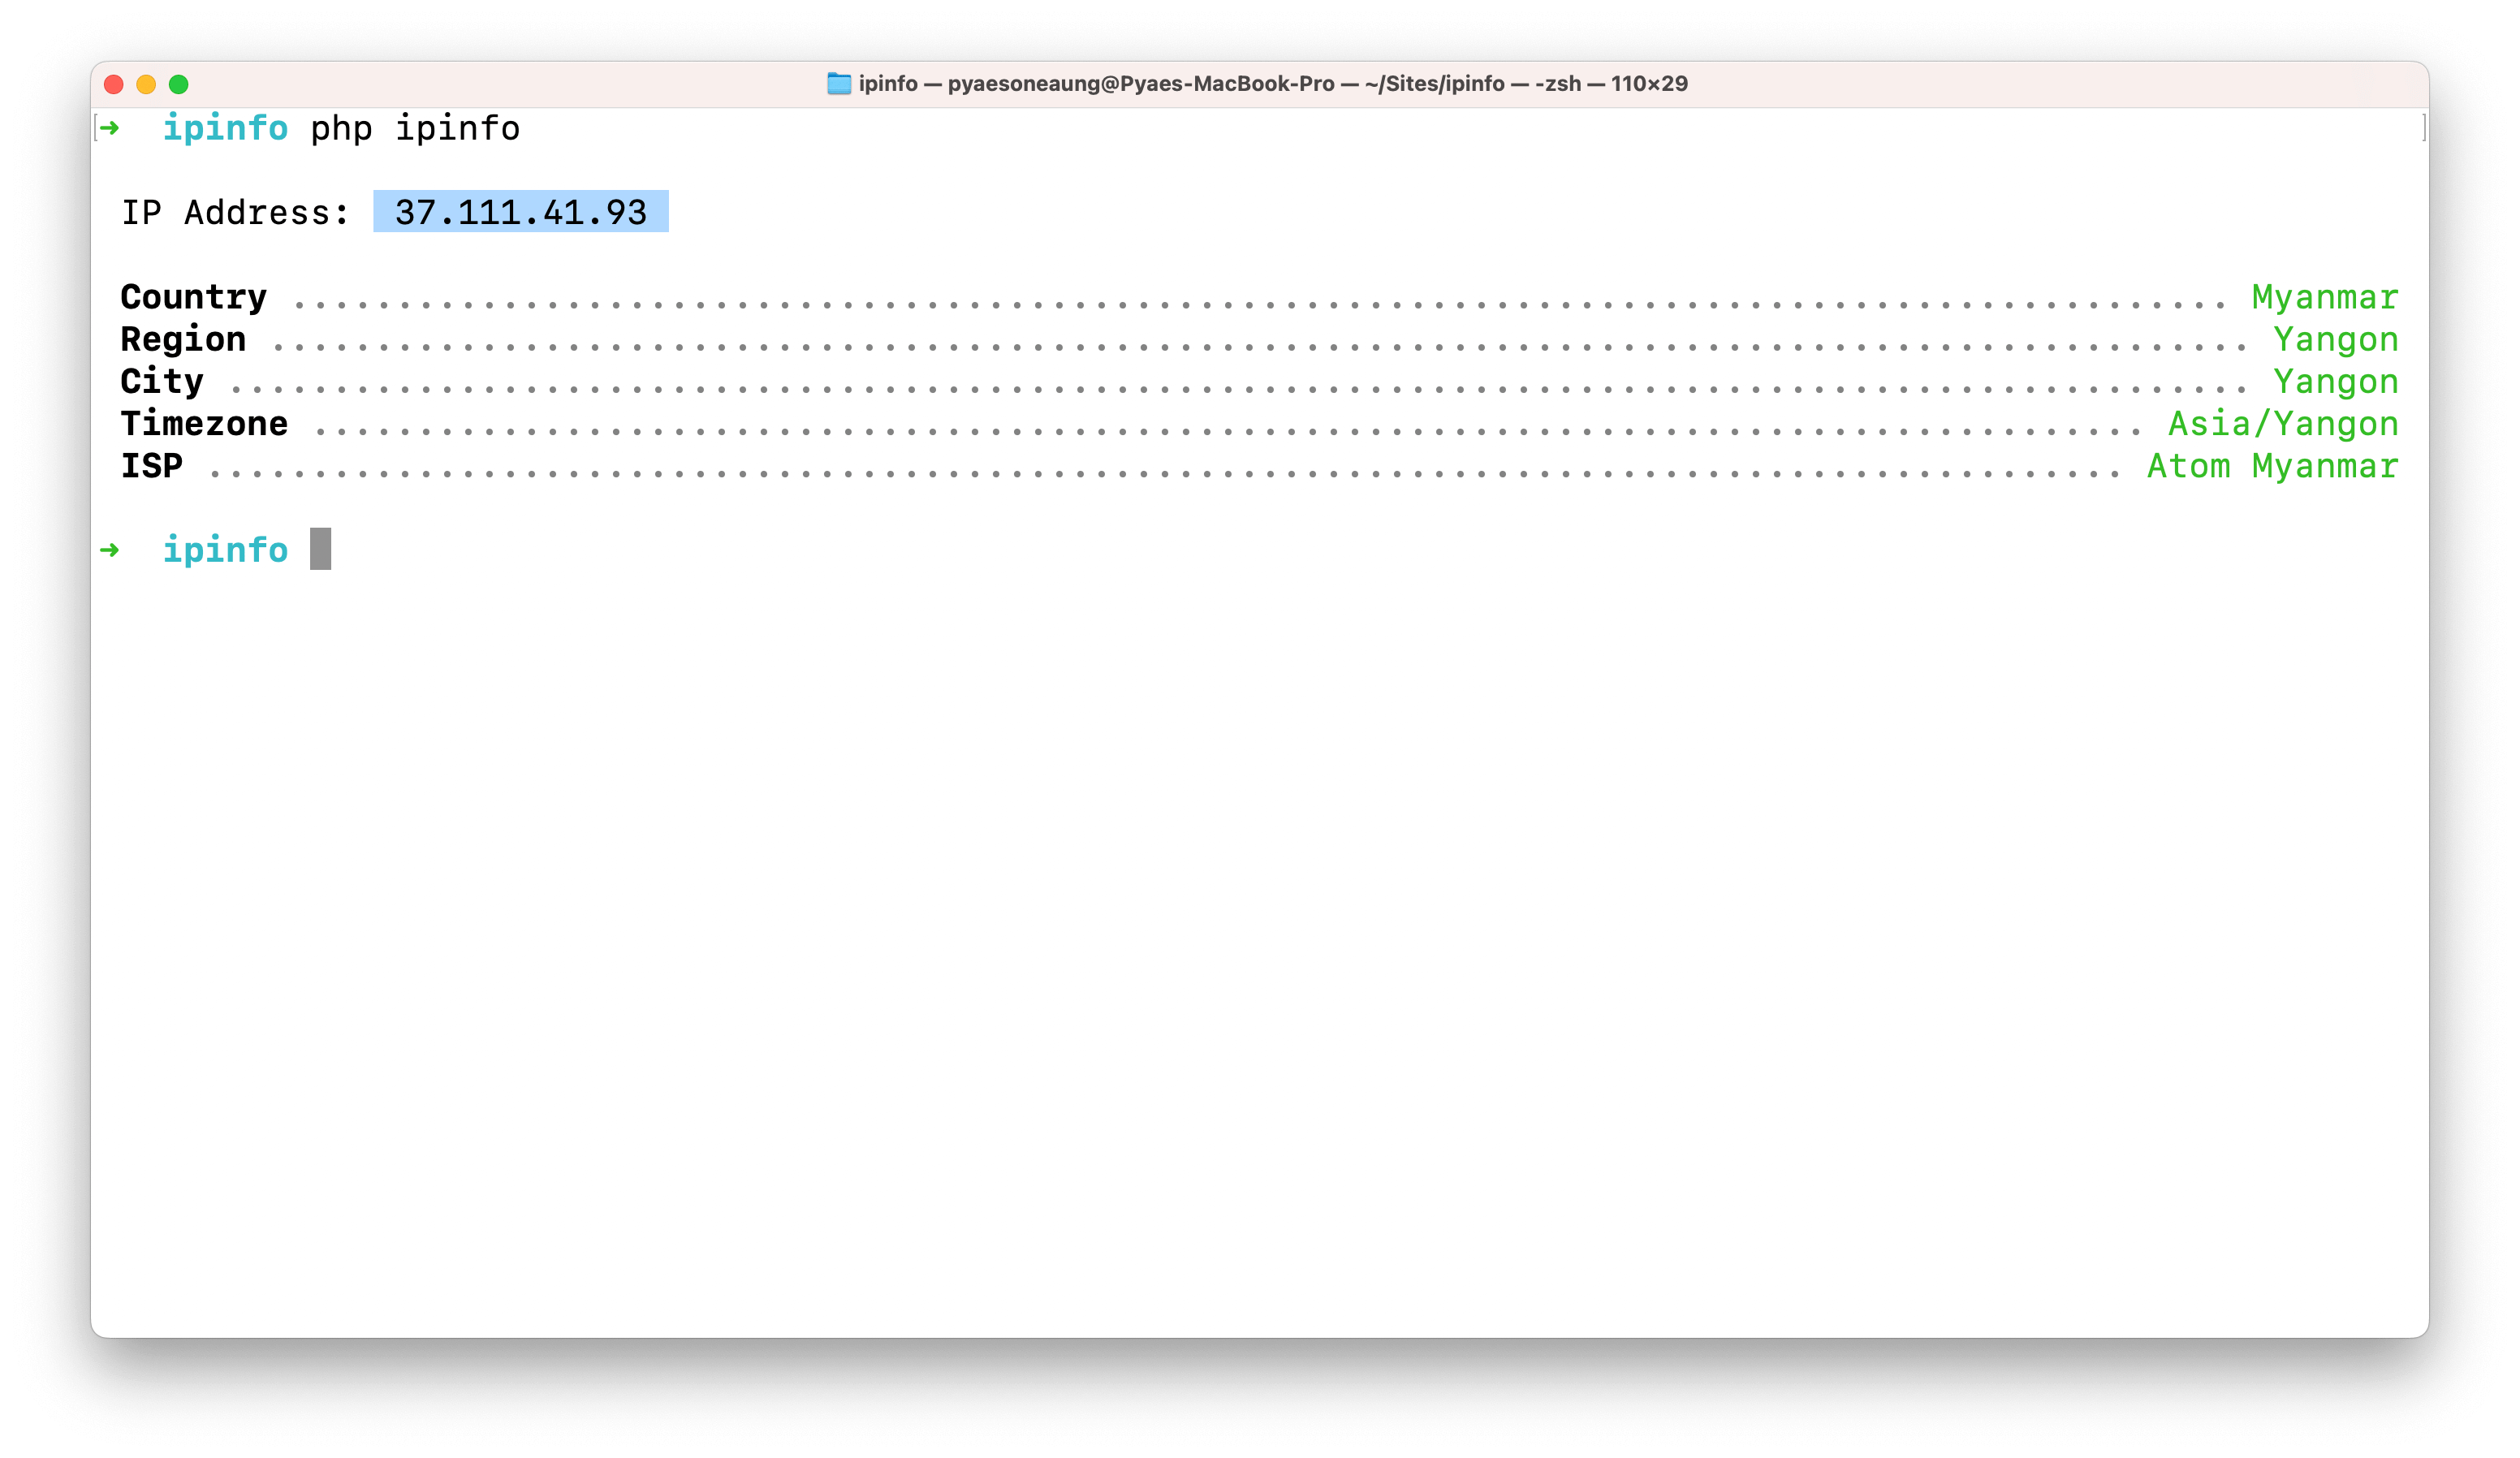 ipinfo — pyaesoneaung@Pyaes-MacBook-Pro — ~/Sites/ipinfo — -zsh — 110×29
[➜  ipinfo php ipinfo ]
IP Address: 37.111.41.93
Country ............................................................................................ Myanmar
Region .............................................................................................. Yangon
City ................................................................................................ Yangon
Timezone ....................................................................................... Asia/Yangon
ISP ........................................................................................... Atom Myanmar
➜  ipinfo